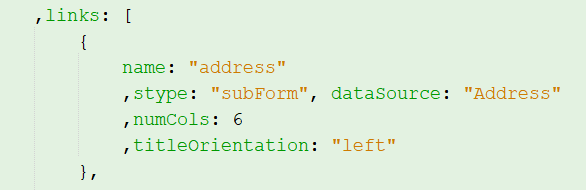 ,links: [
{
name: "address"
,stype: "subForm", dataSource: "Address"
,numCols: 6
,titleOrientation: "left"
},